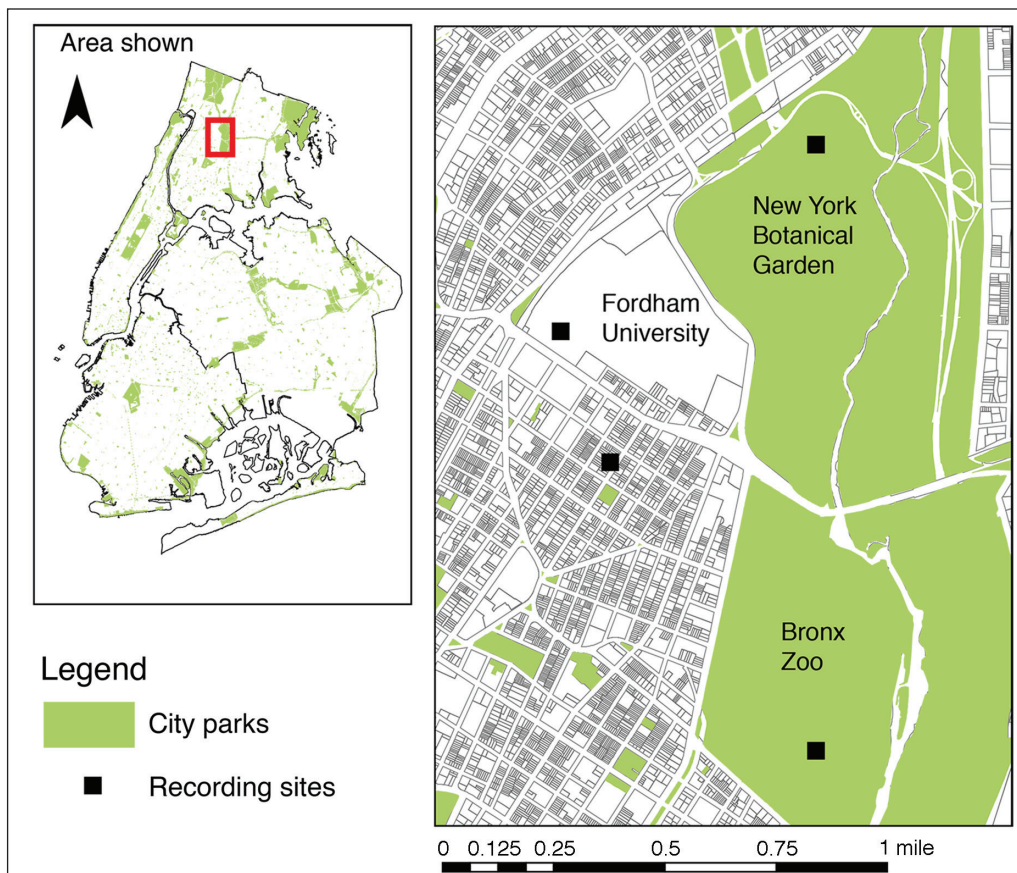 Area shown
New York
Botanical
Garden
Fordham
University
Bronx
Zoo
Legend
City parks
Recording sites
0 0.125 0.25 0.5 0.75 1 mile